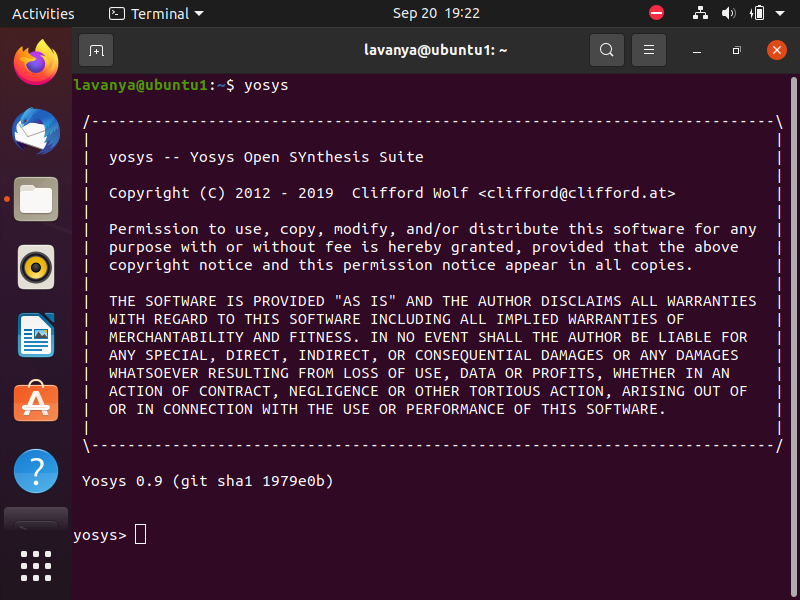 Activities Terminal Sep 20 19:22
lavanya@ubuntu1: ~
lavanya@ubuntu1:~$ yosys
/----------------------------------------------------------------------------\
|                                                                            |
|  yosys -- Yosys Open SYnthesis Suite                                       |
|                                                                            |
|  Copyright (C) 2012 - 2019  Clifford Wolf <clifford@clifford.at>           |
|                                                                            |
|  Permission to use, copy, modify, and/or distribute this software for any  |
|  purpose with or without fee is hereby granted, provided that the above    |
|  copyright notice and this permission notice appear in all copies.         |
|                                                                            |
|  THE SOFTWARE IS PROVIDED "AS IS" AND THE AUTHOR DISCLAIMS ALL WARRANTIES  |
|  WITH REGARD TO THIS SOFTWARE INCLUDING ALL IMPLIED WARRANTIES OF          |
|  MERCHANTABILITY AND FITNESS. IN NO EVENT SHALL THE AUTHOR BE LIABLE FOR   |
|  ANY SPECIAL, DIRECT, INDIRECT, OR CONSEQUENTIAL DAMAGES OR ANY DAMAGES    |
|  WHATSOEVER RESULTING FROM LOSS OF USE, DATA OR PROFITS, WHETHER IN AN     |
|  ACTION OF CONTRACT, NEGLIGENCE OR OTHER TORTIOUS ACTION, ARISING OUT OF   |
|  OR IN CONNECTION WITH THE USE OR PERFORMANCE OF THIS SOFTWARE.            |
|                                                                            |
\----------------------------------------------------------------------------/
Yosys 0.9 (git sha1 1979e0b)
yosys>